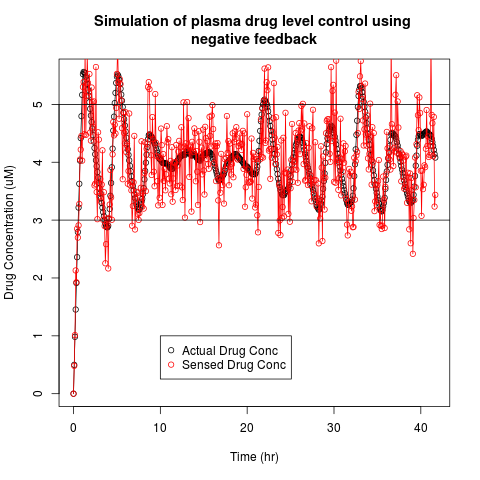 Simulation of plasma drug level control using
negative feedback
Drug Concentration (uM)
5
4
3
2
1
0
Actual Drug Conc
Sensed Drug Conc
0 10 20 30 40
Time (hr)